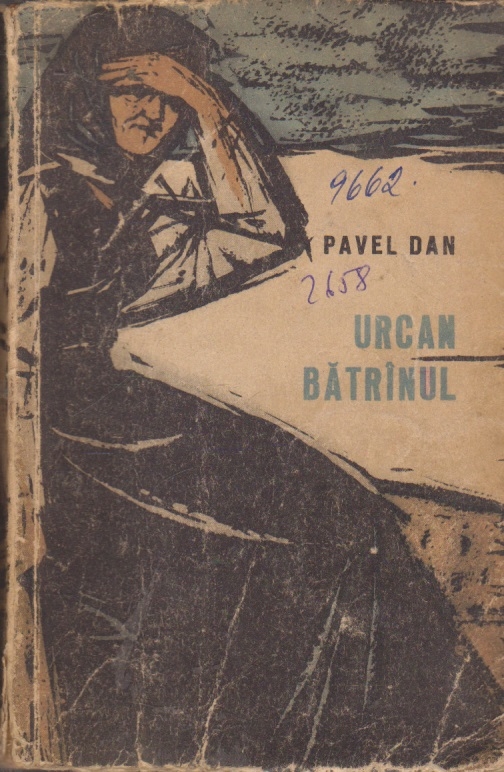 9662.
PAVEL DAN
2658
URCAN
BĂTRÎNUL